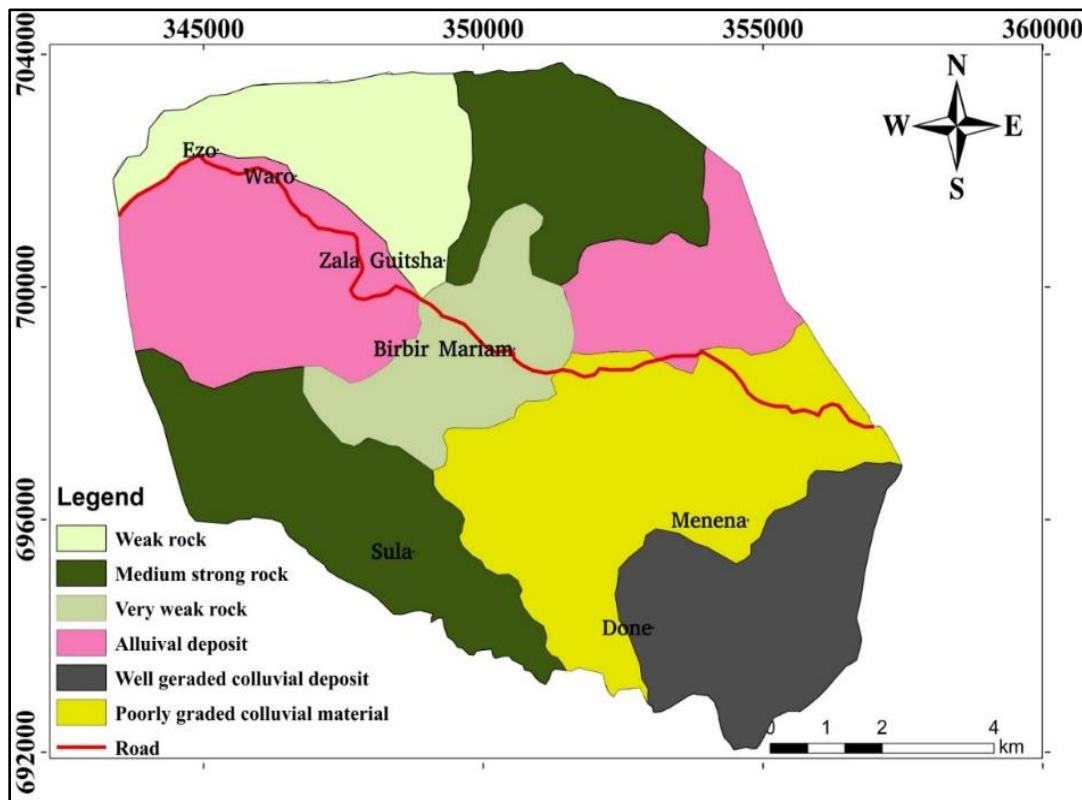 345000 350000 355000 360000
704000
N
W E
S
Ezo
Waro
700000
Zala Guitsha
Birbir Mariam
696000
Menena
Sula
Done
692000
Legend
Weak rock
Medium strong rock
Very weak rock
Alluival deposit
Well geraded colluvial deposit
Poorly graded colluvial material
Road
0 1 2 4
km